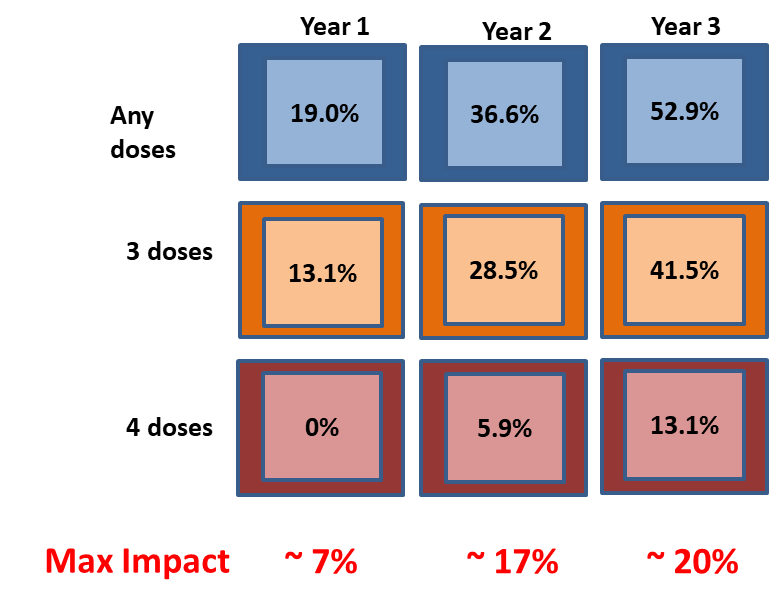 Year 1 Year 2 Year 3
Any
doses
19.0% 36.6% 52.9%
3 doses 13.1% 28.5% 41.5%
4 doses 0% 5.9% 13.1%
Max Impact ~ 7% ~ 17% ~ 20%